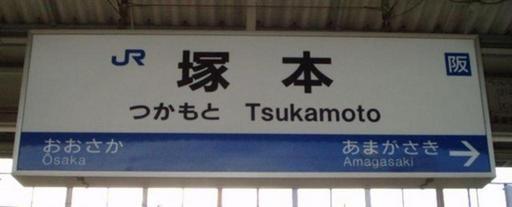 JR 塚本 阪
つかもと Tsukamoto
おおさか あまがさき →
Ōsaka Amagasaki